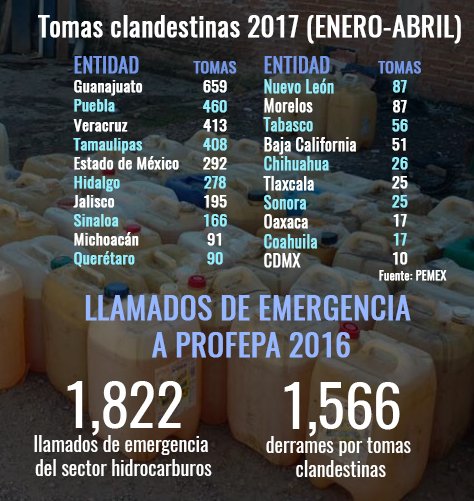 Tomas clandestinas 2017 (ENERO-ABRIL)
ENTIDAD TOMAS
Guanajuato 659
Puebla 460
Veracruz 413
Tamaulipas 408
Estado de México 292
Hidalgo 278
Jalisco 195
Sinaloa 166
Michoacán 91
Querétaro 90
ENTIDAD TOMAS
Nuevo León 87
Morelos 87
Tabasco 56
Baja California 51
Chihuahua 26
Tlaxcala 25
Sonora 25
Oaxaca 17
Coahuila 17
CDMX 10
Fuente: PEMEX
LLAMADOS DE EMERGENCIA
A PROFEPA 2016
1,822
llamados de emergencia
del sector hidrocarburos
1,566
derrames por tomas
clandestinas